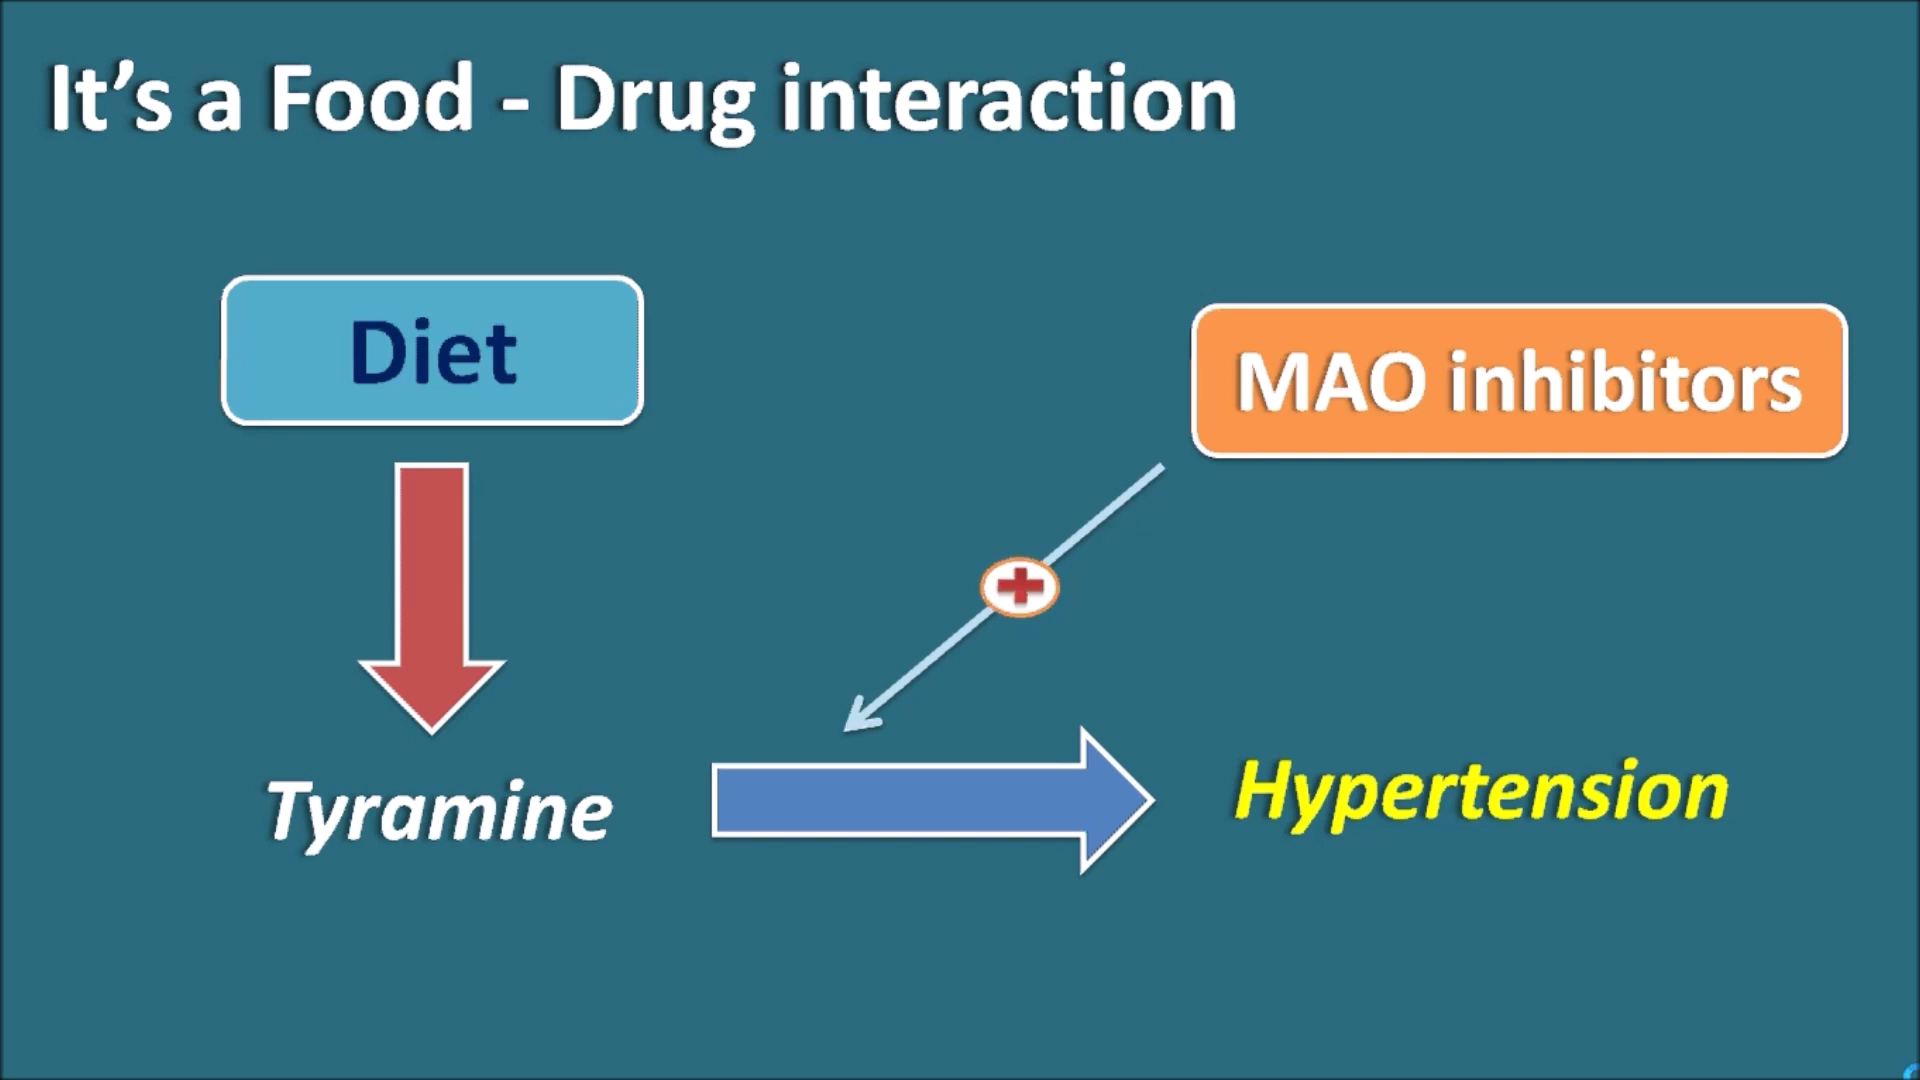 It’s a Food - Drug interaction
Diet
MAO inhibitors
Tyramine
Hypertension